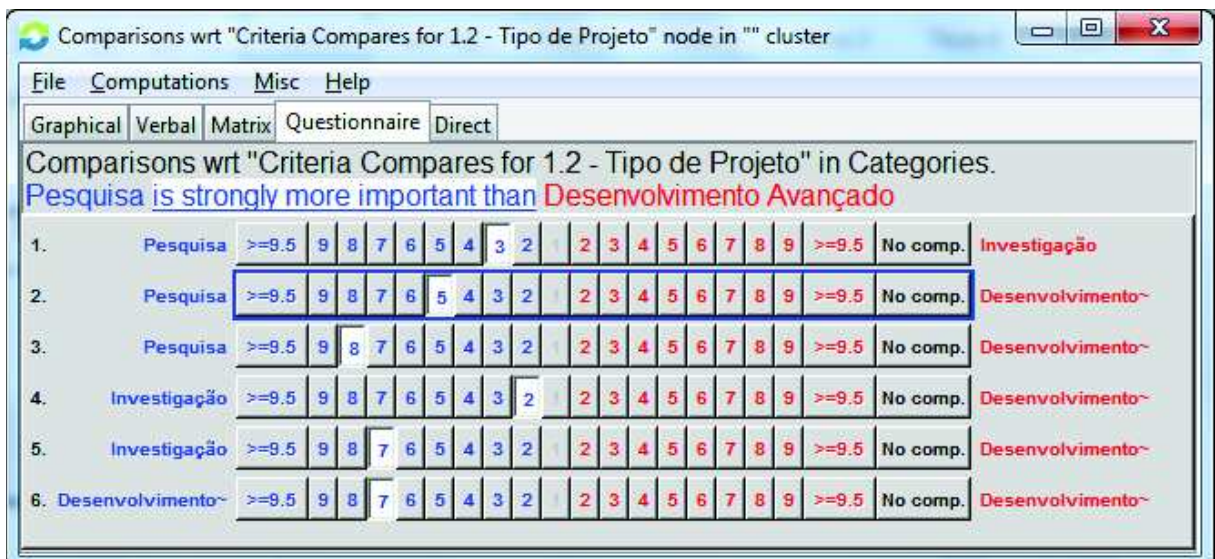 Comparisons wrt "Criteria Compares for 1.2 - Tipo de Projeto" node in "" cluster
File Computations Misc Help
Graphical Verbal Matrix Questionnaire Direct
Comparisons wrt "Criteria Compares for 1.2 - Tipo de Projeto" in Categories.
Pesquisa is strongly more important than Desenvolvimento Avançado
1. Pesquisa >=9.5 9 8 7 6 5 4 3 2 1 2 3 4 5 6 7 8 9 >=9.5 No comp. Investigação
2. Pesquisa >=9.5 9 8 7 6 5 4 3 2 1 2 3 4 5 6 7 8 9 >=9.5 No comp. Desenvolvimento~
3. Pesquisa >=9.5 9 8 7 6 5 4 3 2 1 2 3 4 5 6 7 8 9 >=9.5 No comp. Desenvolvimento~
4. Investigação >=9.5 9 8 7 6 5 4 3 2 1 2 3 4 5 6 7 8 9 >=9.5 No comp. Desenvolvimento~
5. Investigação >=9.5 9 8 7 6 5 4 3 2 1 2 3 4 5 6 7 8 9 >=9.5 No comp. Desenvolvimento~
6. Desenvolvimento~ >=9.5 9 8 7 6 5 4 3 2 1 2 3 4 5 6 7 8 9 >=9.5 No comp. Desenvolvimento~